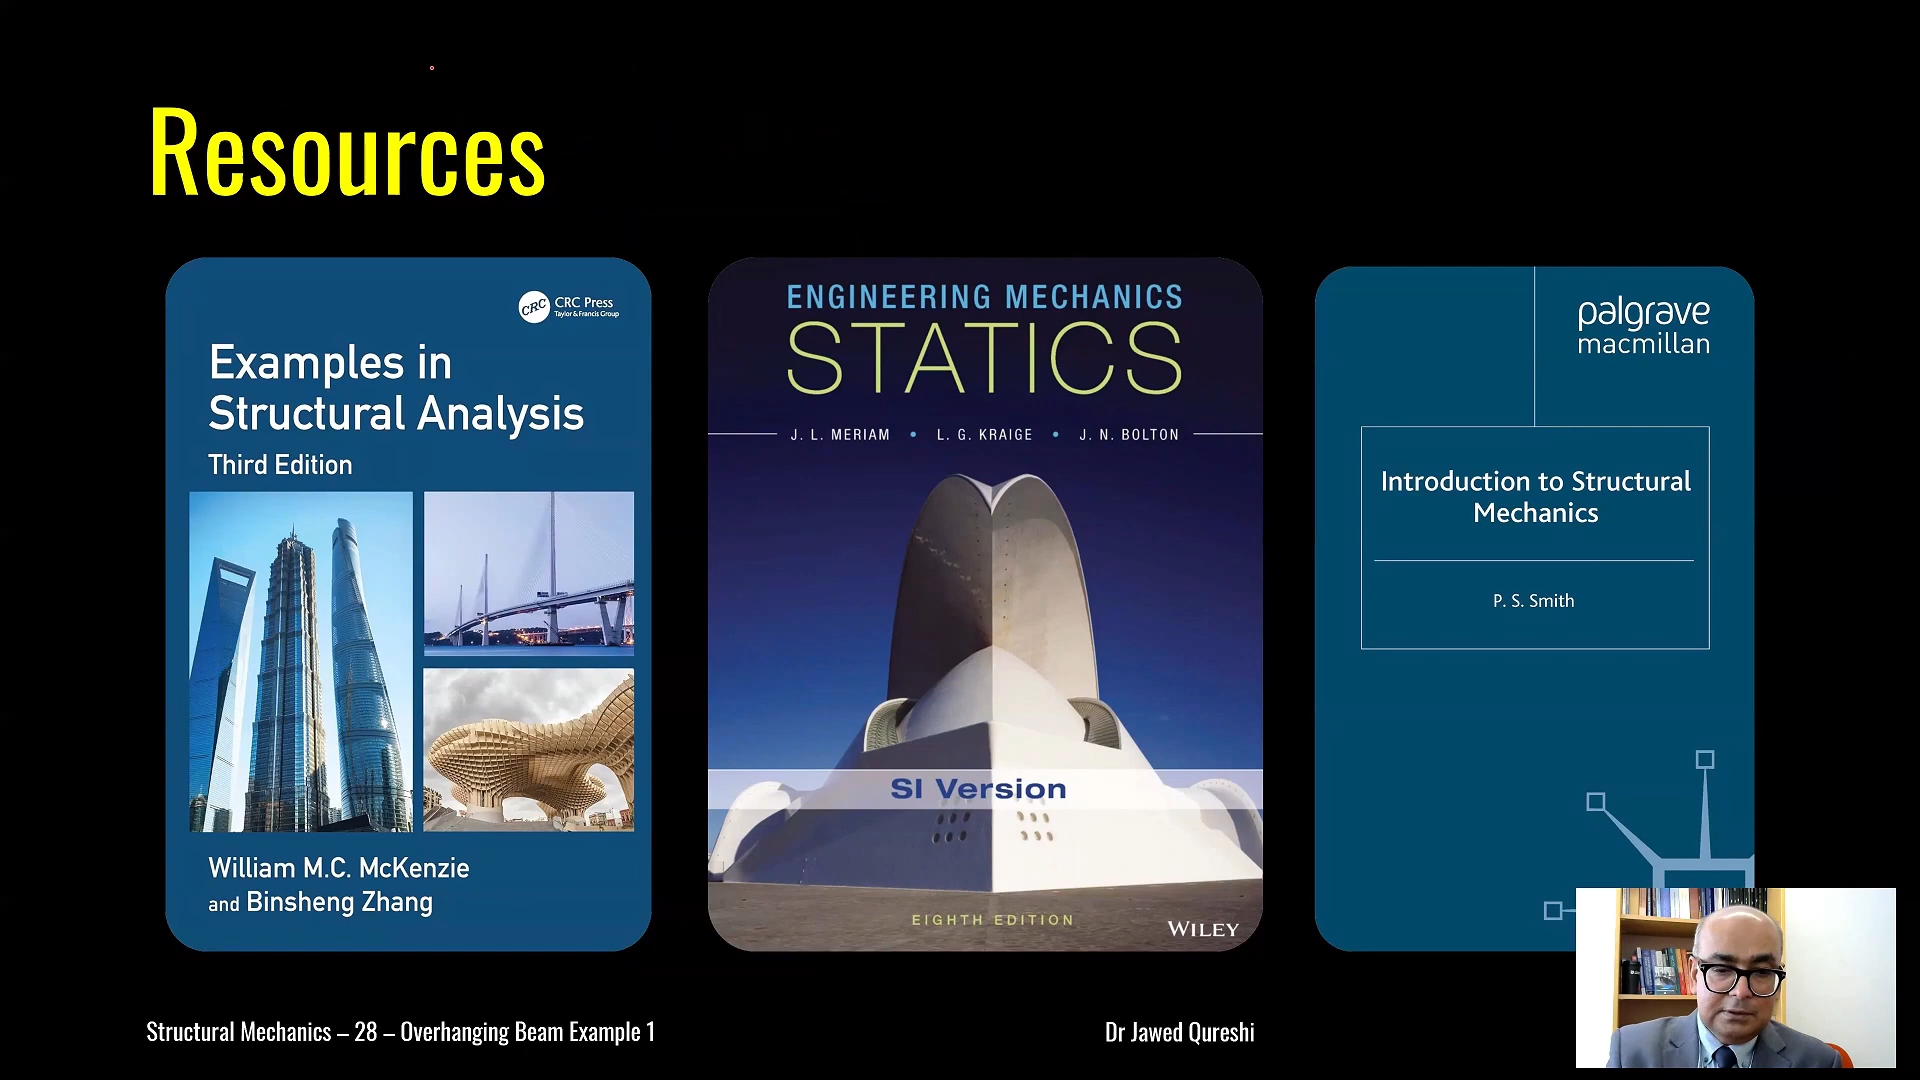 Resources
CRC
CRC Press
Taylor & Francis Group
Examples in
Structural Analysis
Third Edition
William M.C. McKenzie
and Binsheng Zhang
ENGINEERING MECHANICS
STATICS
J. L. MERIAM • L. G. KRAIGE • J. N. BOLTON
SI Version
EIGHTH EDITION
WILEY
palgrave
macmillan
Introduction to Structural
Mechanics
P. S. Smith
Structural Mechanics – 28 – Overhanging Beam Example 1
Dr Jawed Qureshi